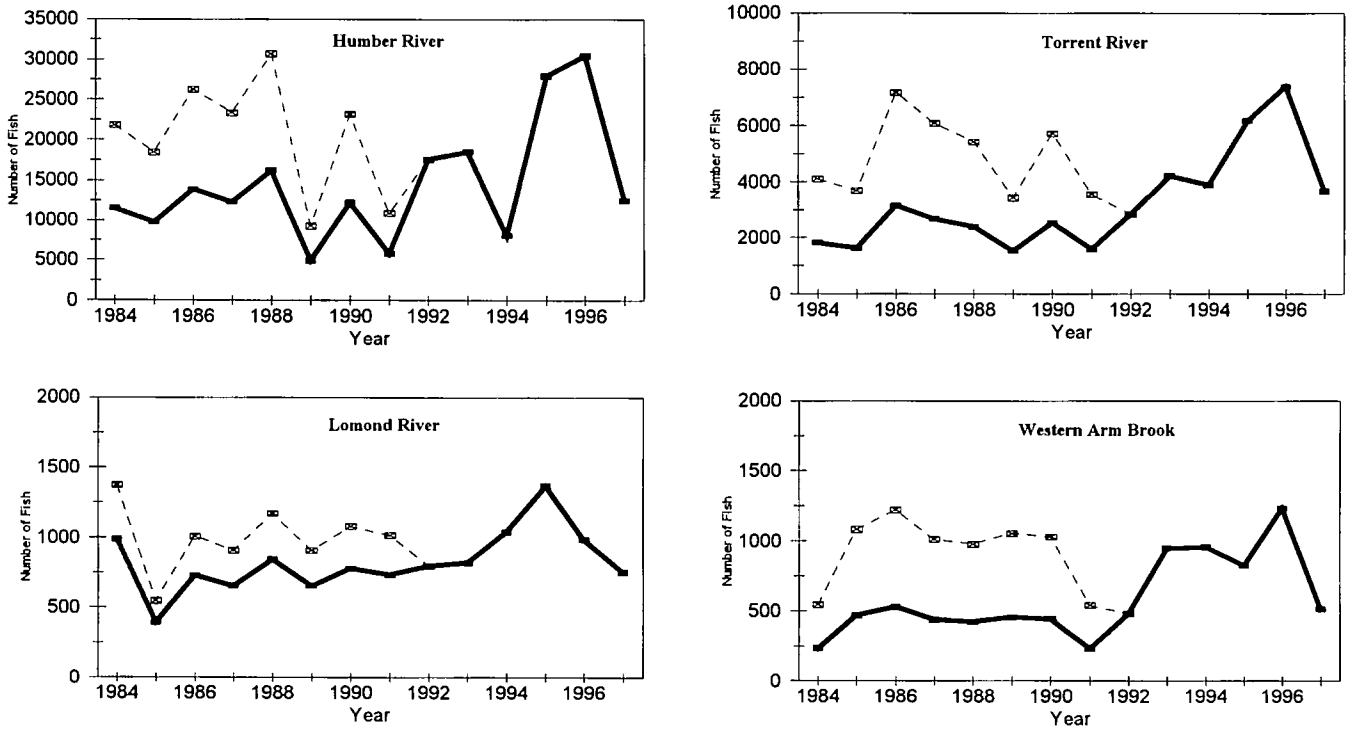 Humber River
Number of Fish
35000
30000
25000
20000
15000
10000
5000
0
1984 1986 1988 1990 1992 1994 1996
Year
Torrent River
Number of Fish
10000
8000
6000
4000
2000
0
1984 1986 1988 1990 1992 1994 1996
Year
Lomond River
Number of Fish
2000
1500
1000
500
0
1984 1986 1988 1990 1992 1994 1996
Year
Western Arm Brook
Number of Fish
2000
1500
1000
500
0
1984 1986 1988 1990 1992 1994 1996
Year